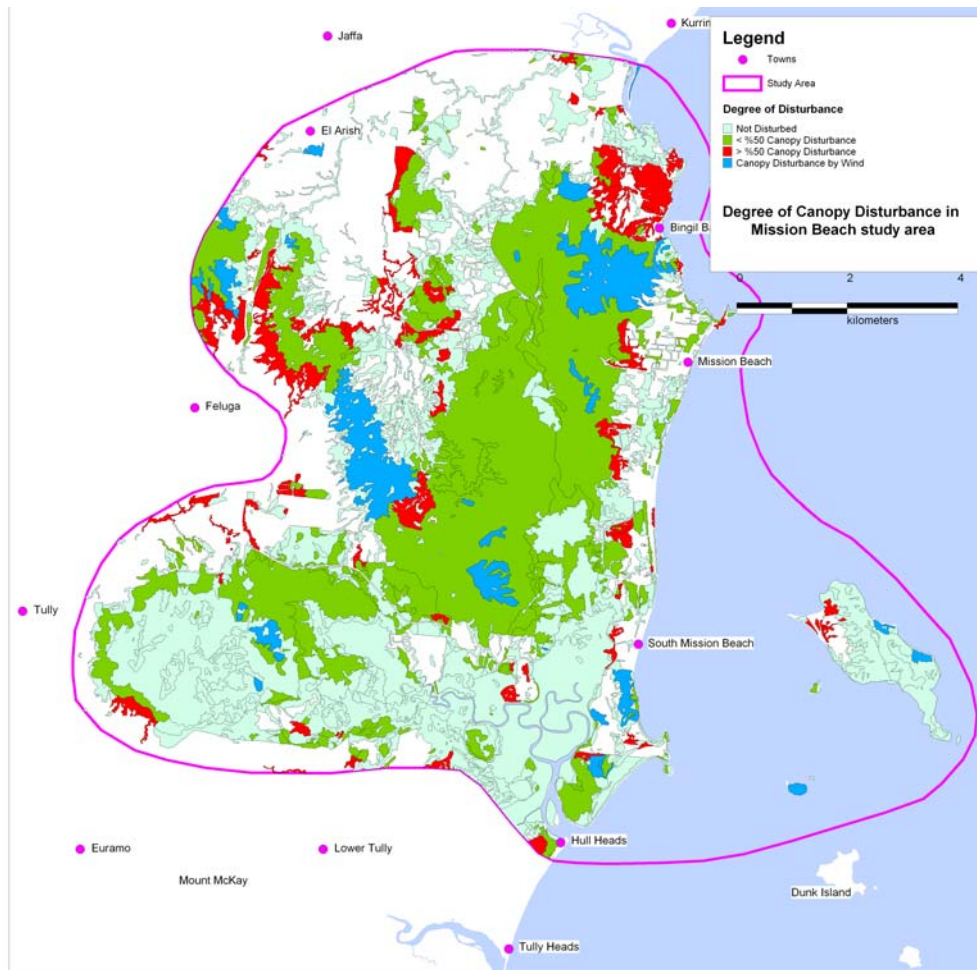 Jaffa
Kurrim
Legend
Towns
Study Area
Degree of Disturbance
Not Disturbed
< %50 Canopy Disturbance
> %50 Canopy Disturbance
Canopy Disturbance by Wind
Degree of Canopy Disturbance in
Mission Beach study area
0 2 4
kilometers
El Arish
Bingil Ba
Mission Beach
Feluga
Tully
South Mission Beach
Hull Heads
Euramo
Lower Tully
Mount McKay
Dunk Island
Tully Heads